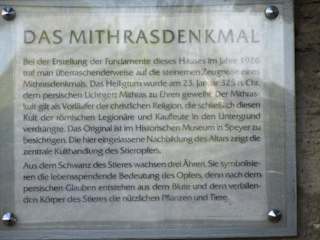 DAS MITHRASDENKMAL
Bei der Erstellung der Fundamente dieses Hauses im Jahre 1926
traf man überraschenderweise auf die steinernen Zeugnisse eines
Mithrasdenkmals. Das Heiligtum wurde am 23. Januar 325 n. Chr.
dem persischen Lichtgott Mithras zu Ehren geweiht. Der Mithras-
kult gilt als Vorläufer der christlichen Religion, die schließlich diesen
Kult der römischen Legionäre und Kaufleute in den Untergrund
verdrängte. Das Original ist im Historischen Museum in Speyer zu
besichtigen. Die hier eingelassene Nachbildung des Altars zeigt die
zentrale Kulthandlung des Stieropfers.
Aus dem Schwanz des Stieres wachsen drei Ähren. Sie symbolisie-
ren die lebensspendende Bedeutung des Opfers, denn nach dem
persischen Glauben entstehen aus dem Blute und dem verfallen-
den Körper des Stieres die nützlichen Pflanzen und Tiere.